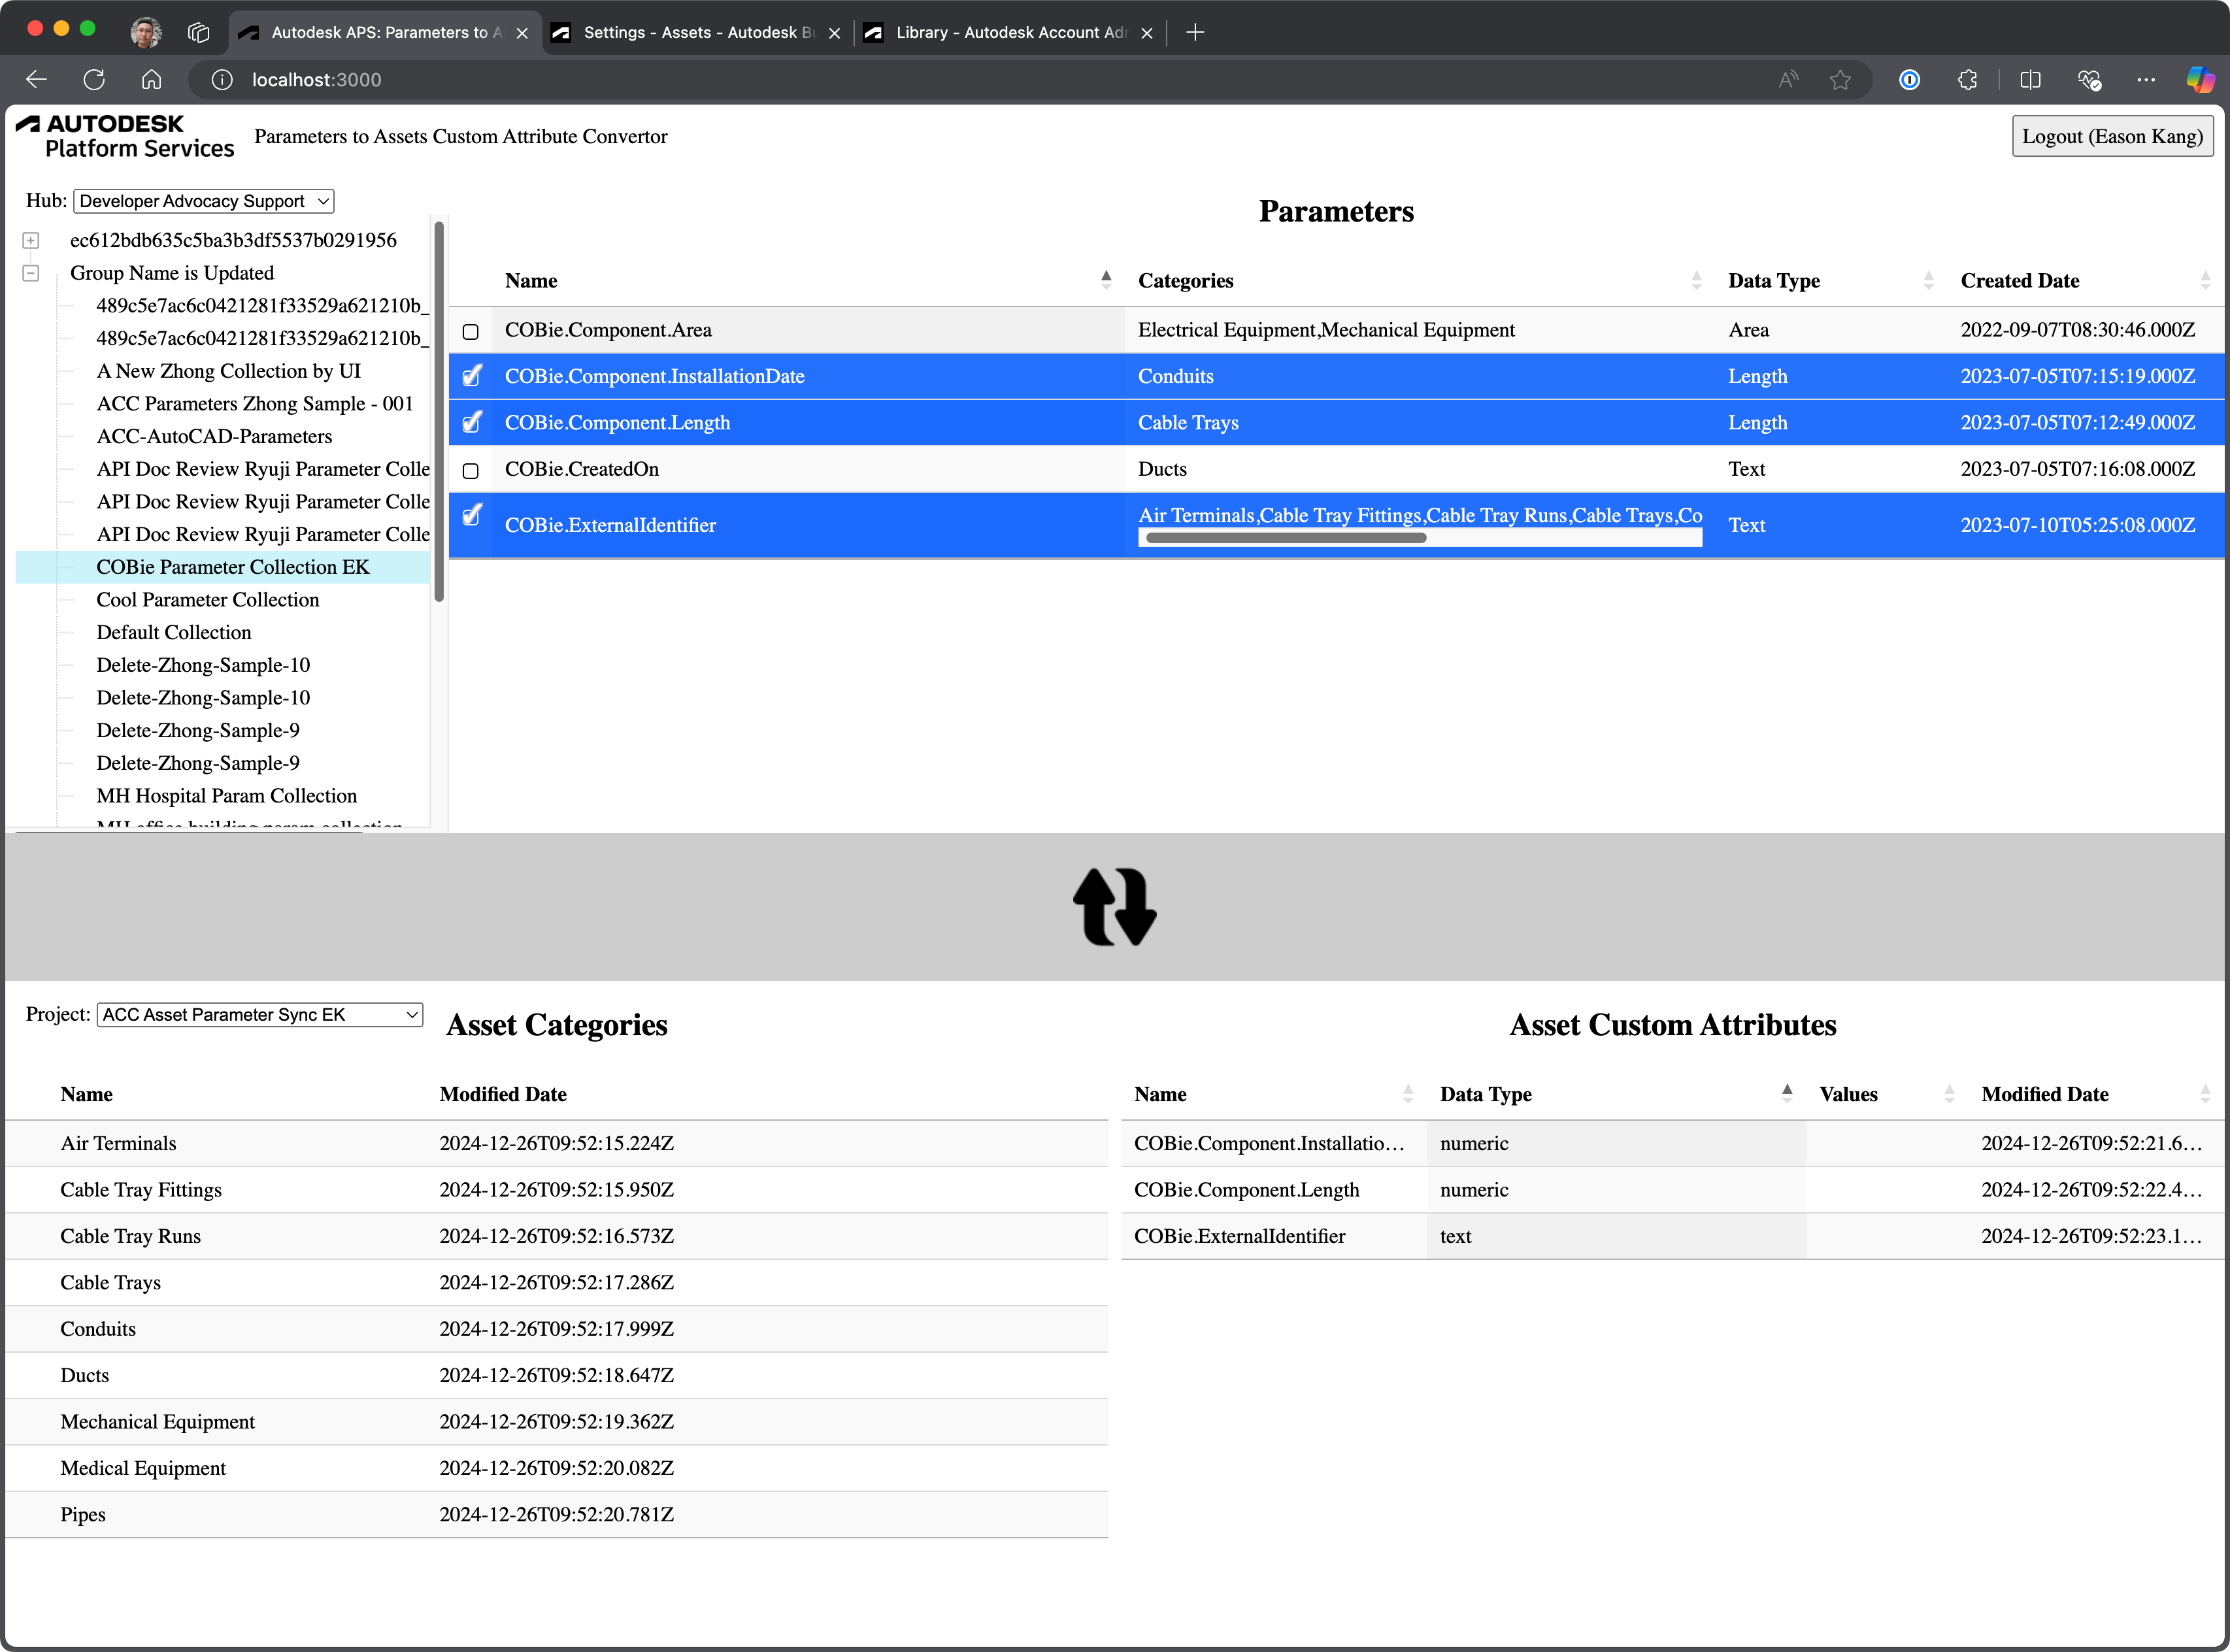 Autodesk APS: Parameters to A
Settings - Assets - Autodesk Bu
Library - Autodesk Account Adr
localhost:3000
AUTODESK
Platform Services
Parameters to Assets Custom Attribute Convertor
Logout (Eason Kang)
Hub: Developer Advocacy Support
ec612bdb635c5ba3b3df5537b0291956
Group Name is Updated
489c5e7ac6c0421281f33529a621210b_
489c5e7ac6c0421281f33529a621210b_
A New Zhong Collection by UI
ACC Parameters Zhong Sample - 001
ACC-AutoCAD-Parameters
API Doc Review Ryuji Parameter Colle
API Doc Review Ryuji Parameter Colle
API Doc Review Ryuji Parameter Colle
COBie Parameter Collection EK
Cool Parameter Collection
Default Collection
Delete-Zhong-Sample-10
Delete-Zhong-Sample-10
Delete-Zhong-Sample-9
Delete-Zhong-Sample-9
MH Hospital Param Collection
MH office building param collection
Parameters
Name Categories Data Type Created Date
COBie.Component.Area Electrical Equipment,Mechanical Equipment Area 2022-09-07T08:30:46.000Z
COBie.Component.InstallationDate Conduits Length 2023-07-05T07:15:19.000Z
COBie.Component.Length Cable Trays Length 2023-07-05T07:12:49.000Z
COBie.CreatedOn Ducts Text 2023-07-05T07:16:08.000Z
COBie.ExternalIdentifier Air Terminals,Cable Tray Fittings,Cable Tray Runs,Cable Trays,Co Text 2023-07-10T05:25:08.000Z
Project: ACC Asset Parameter Sync EK
Asset Categories
Name Modified Date
Air Terminals 2024-12-26T09:52:15.224Z
Cable Tray Fittings 2024-12-26T09:52:15.950Z
Cable Tray Runs 2024-12-26T09:52:16.573Z
Cable Trays 2024-12-26T09:52:17.286Z
Conduits 2024-12-26T09:52:17.999Z
Ducts 2024-12-26T09:52:18.647Z
Mechanical Equipment 2024-12-26T09:52:19.362Z
Medical Equipment 2024-12-26T09:52:20.082Z
Pipes 2024-12-26T09:52:20.781Z
Asset Custom Attributes
Name Data Type Values Modified Date
COBie.Component.Installatio... numeric 2024-12-26T09:52:21.6...
COBie.Component.Length numeric 2024-12-26T09:52:22.4...
COBie.ExternalIdentifier text 2024-12-26T09:52:23.1...